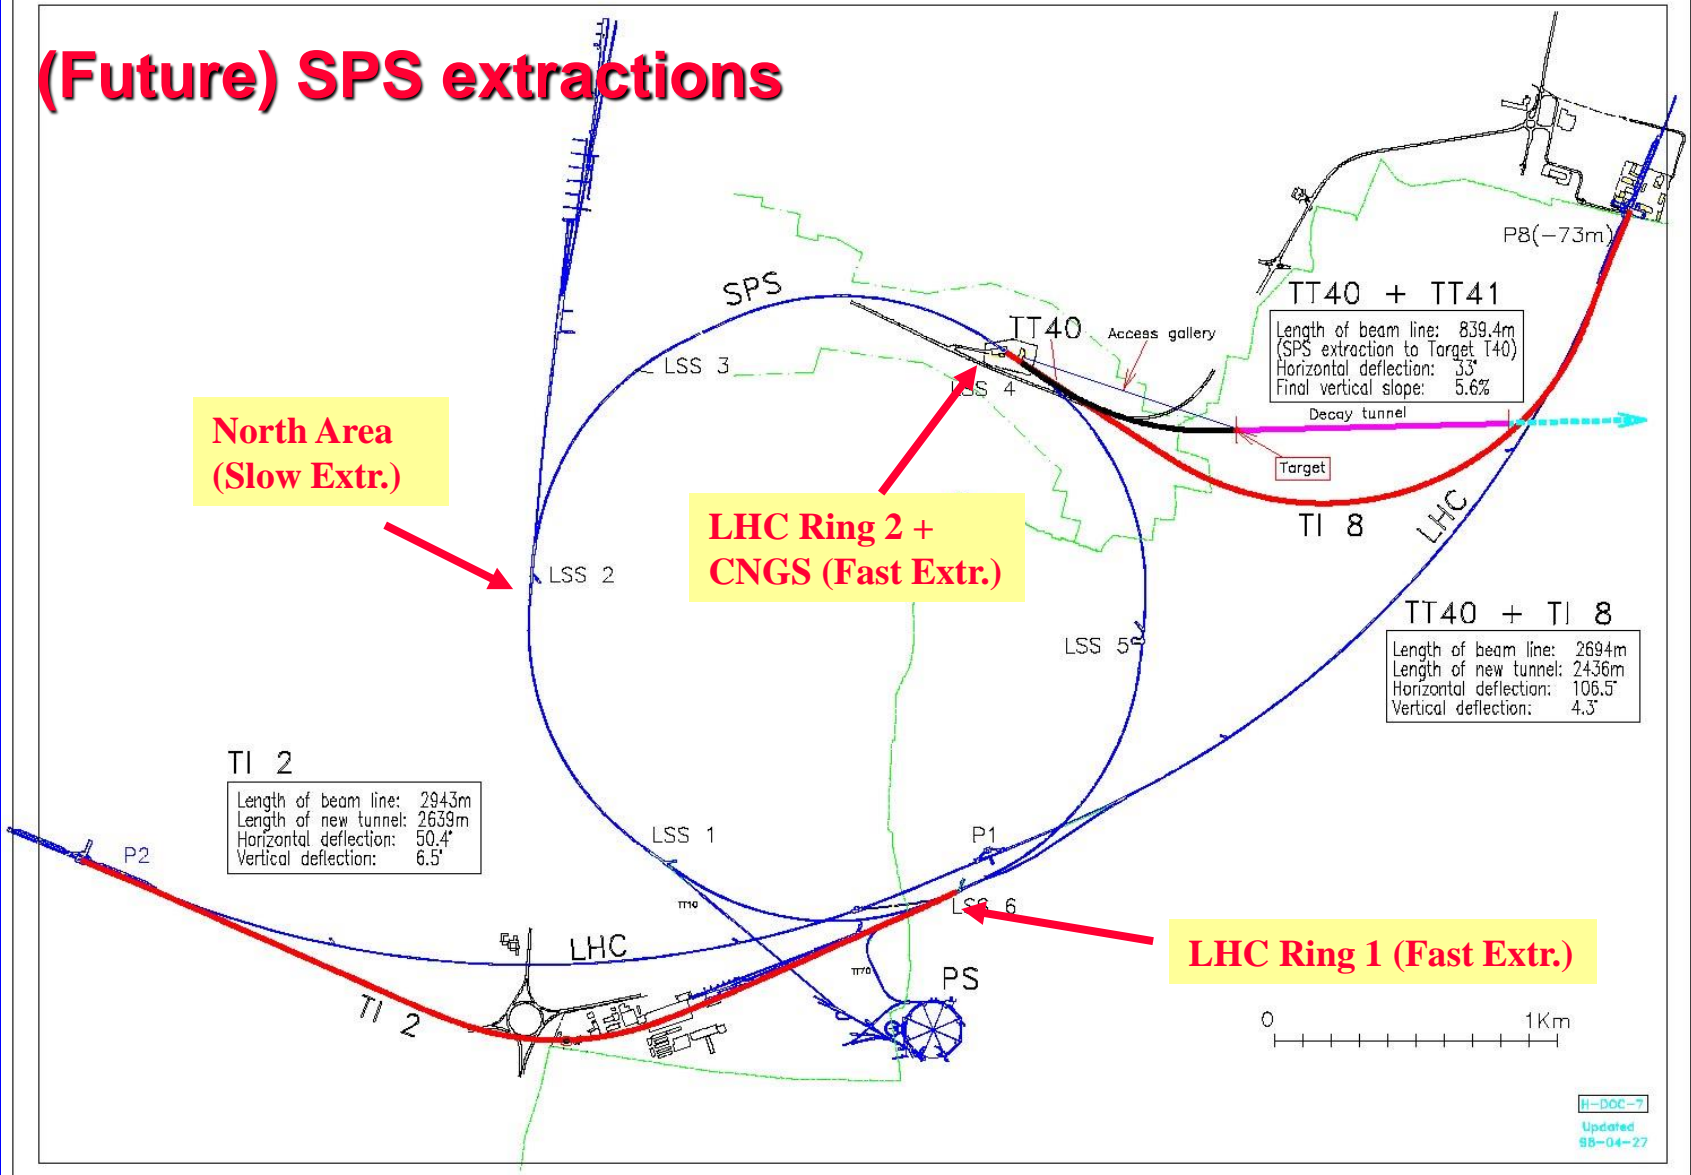 (Future) SPS extractions
P8(-73m)
SPS
TT40
Access gallery
TT40 + TT41
Length of beam line: 839.4m
(SPS extraction to Target T40)
Horizontal deflection: 33°
Final vertical slope: 5.6%
LSS 3
LSS 4
Decay tunnel
North Area
(Slow Extr.)
Target
LHC Ring 2 +
CNGS (Fast Extr.)
TI 8
LHC
LSS 2
TT40 + TI 8
Length of beam line: 2694m
Length of new tunnel: 2436m
Horizontal deflection: 106.5°
Vertical deflection: 4.3°
LSS 5
TI 2
Length of beam line: 2943m
Length of new tunnel: 2639m
Horizontal deflection: 50.4°
Vertical deflection: 6.5°
P2
LSS 1
P1
TT10
LSS 6
LHC
LHC Ring 1 (Fast Extr.)
TT70
PS
TI 2
0 1Km
H-DOC-7
Updated
98-04-27